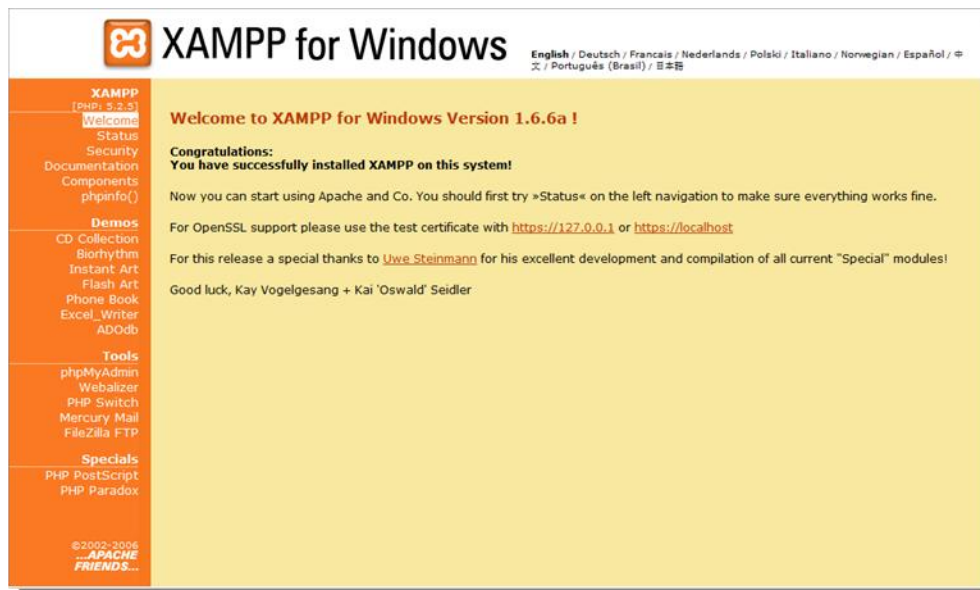 XAMPP for Windows
English / Deutsch / Francais / Nederlands / Polski / Italiano / Norwegian / Español / 中
文 / Português (Brasil) / 日本語
XAMPP
[PHP: 5.2.5]
Welcome
Status
Security
Documentation
Components
phpinfo()
Demos
CD Collection
Biorhythm
Instant Art
Flash Art
Phone Book
Excel_Writer
ADOdb
Tools
phpMyAdmin
Webalizer
PHP Switch
Mercury Mail
FileZilla FTP
Specials
PHP PostScript
PHP Paradox
©2002-2006
...APACHE
FRIENDS...
Welcome to XAMPP for Windows Version 1.6.6a !
Congratulations:
You have successfully installed XAMPP on this system!
Now you can start using Apache and Co. You should first try »Status« on the left navigation to make sure everything works fine.
For OpenSSL support please use the test certificate with https://127.0.0.1 or https://localhost
For this release a special thanks to Uwe Steinmann for his excellent development and compilation of all current "Special" modules!
Good luck, Kay Vogelgesang + Kai 'Oswald' Seidler